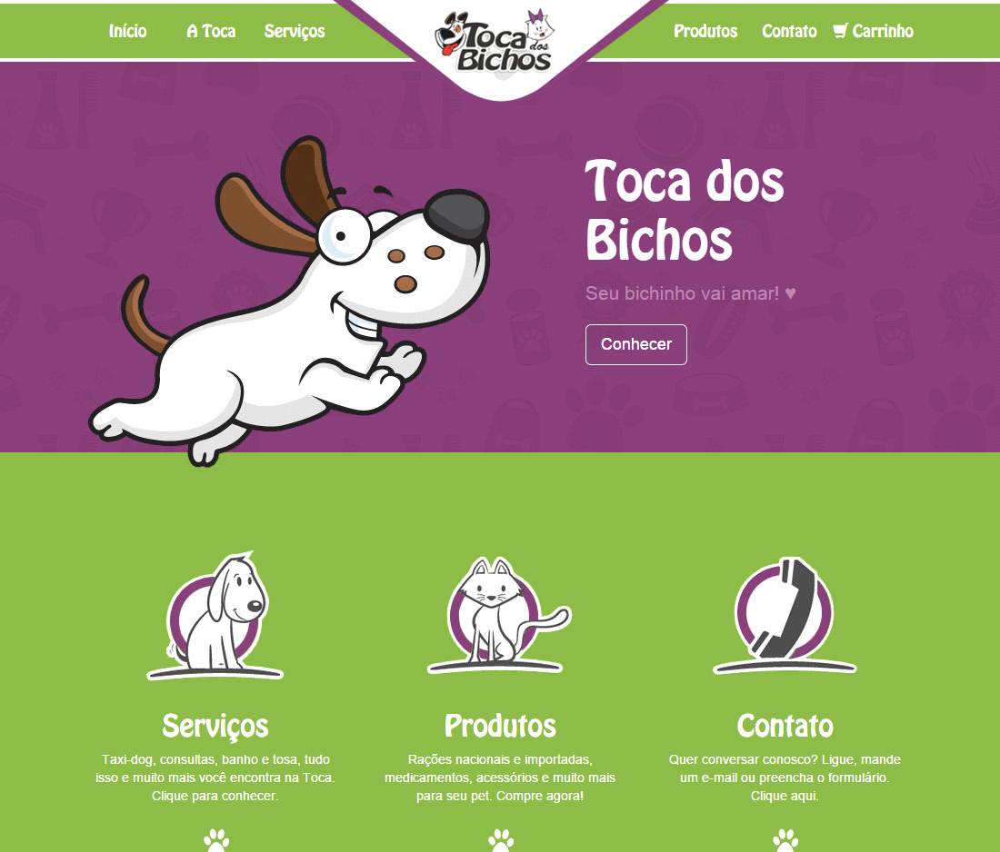 Início
A Toca
Serviços
Toca
dos
Bichos
Produtos
Contato
Carrinho
Toca dos
Bichos
Seu bichinho vai amar! ♥
Conhecer
Serviços
Taxi-dog, consultas, banho e tosa, tudo
isso e muito mais você encontra na Toca.
Clique para conhecer.
Produtos
Rações nacionais e importadas,
medicamentos, acessórios e muito mais
para seu pet. Compre agora!
Contato
Quer conversar conosco? Ligue, mande
um e-mail ou preencha o formulário.
Clique aqui.